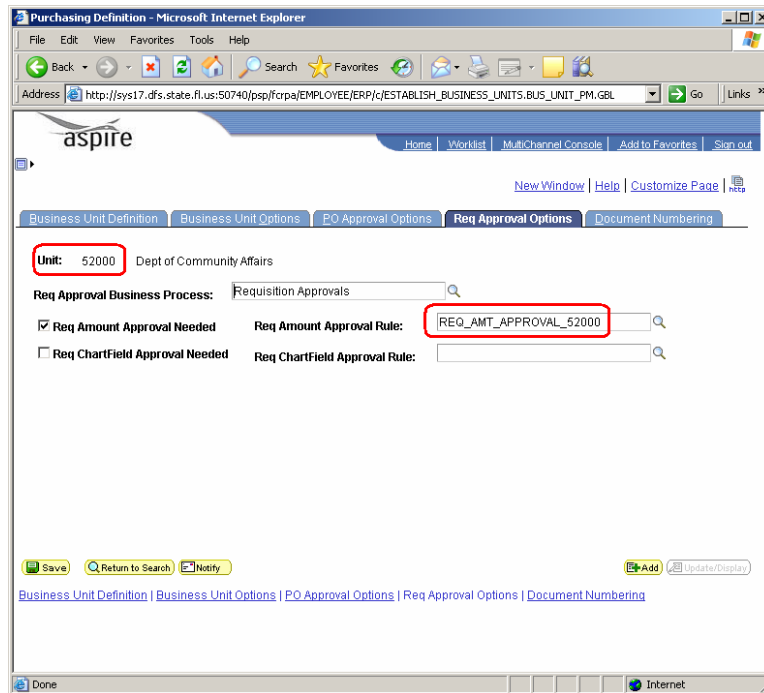 Purchasing Definition - Microsoft Internet Explorer
File Edit View Favorites Tools Help
Back Search Favorites
Address http://sys17.dfs.state.fl.us:50740/psp/fcrpa/EMPLOYEE/ERP/c/ESTABLISH_BUSINESS_UNITS.BUS_UNIT_PM.GBL Go Links »
aspire
Home | Worklist | MultiChannel Console | Add to Favorites | Sign out
New Window | Help | Customize Page | http
Business Unit Definition Business Unit Options PO Approval Options Req Approval Options Document Numbering
Unit: 52000 Dept of Community Affairs
Req Approval Business Process: Requisition Approvals
Req Amount Approval Needed Req Amount Approval Rule: REQ_AMT_APPROVAL_52000
Req ChartField Approval Needed Req ChartField Approval Rule:
Save Return to Search Notify Add Update/Display
Business Unit Definition | Business Unit Options | PO Approval Options | Req Approval Options | Document Numbering
Done Internet